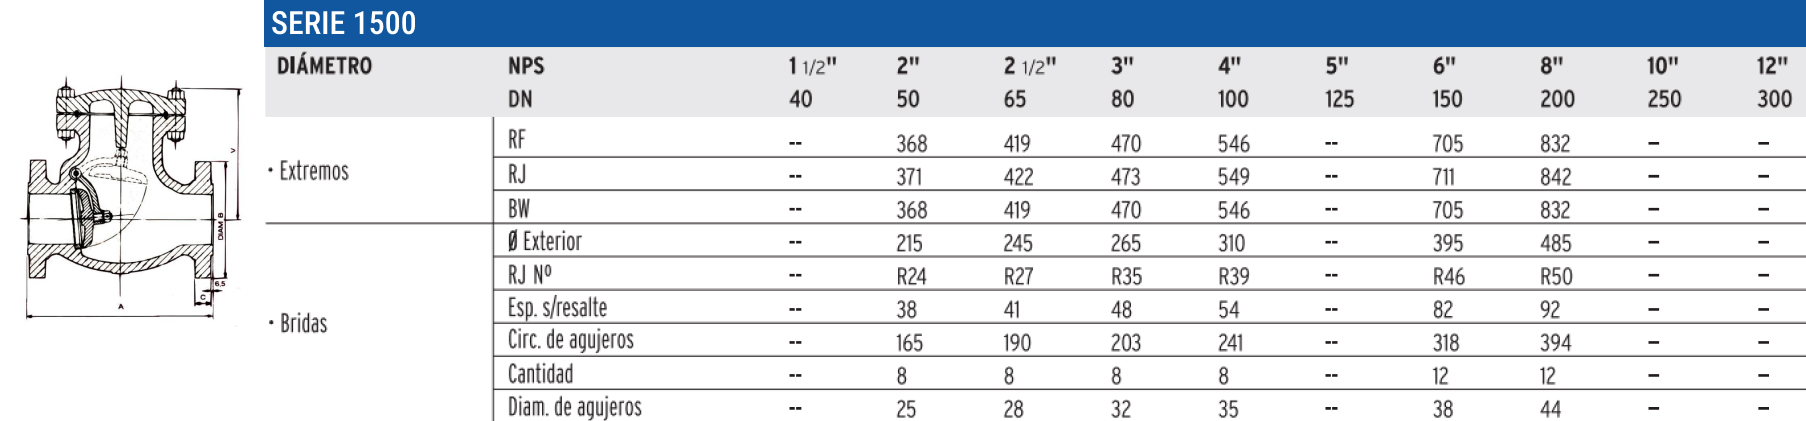 SERIE 1500
DIÁMETRO NPS 1 1/2" 2" 2 1/2" 3" 4" 5" 6" 8" 10" 12"
DN 40 50 65 80 100 125 150 200 250 300
· Extremos
RF -- 368 419 470 546 -- 705 832 – –
RJ -- 371 422 473 549 -- 711 842 – –
BW -- 368 419 470 546 -- 705 832 – –
· Bridas
Ø Exterior -- 215 245 265 310 -- 395 485 – –
RJ Nº -- R24 R27 R35 R39 -- R46 R50 – –
Esp. s/resalte -- 38 41 48 54 -- 82 92 – –
Circ. de agujeros -- 165 190 203 241 -- 318 394 – –
Cantidad -- 8 8 8 8 -- 12 12 – –
Diam. de agujeros -- 25 28 32 35 -- 38 44 – –
V
DIAM B
6,5
C
A